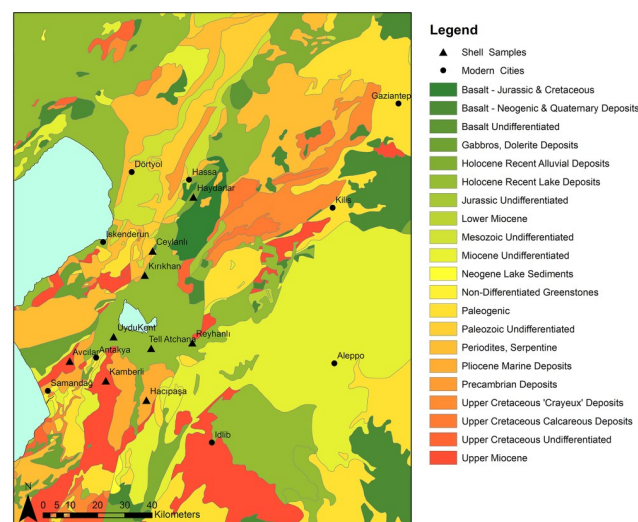 Legend
Shell Samples
Modern Cities
Basalt - Jurassic & Cretaceous
Basalt - Neogenic & Quaternary Deposits
Basalt Undifferentiated
Gabbros, Dolerite Deposits
Holocene Recent Alluvial Deposits
Holocene Recent Lake Deposits
Jurassic Undifferentiated
Lower Miocene
Mesozoic Undifferentiated
Miocene Undifferentiated
Neogene Lake Sediments
Non-Differentiated Greenstones
Paleogenic
Paleozoic Undifferentiated
Periodites, Serpentine
Pliocene Marine Deposits
Precambrian Deposits
Upper Cretaceous 'Crayeux' Deposits
Upper Cretaceous Calcareous Deposits
Upper Cretaceous Undifferentiated
Upper Miocene
Gaziantep
Dörtyol
Hassa
Haydarlar
Kilis
İskenderun
Ceylanlı
Kırıkhan
UyduKent
Tell Atchana
Reyhanlı
Avcılar
Antakya
Aleppo
Kamberli
Samandağ
Hacıpaşa
Idlib
N
0 5 10 20 30 40
Kilometers